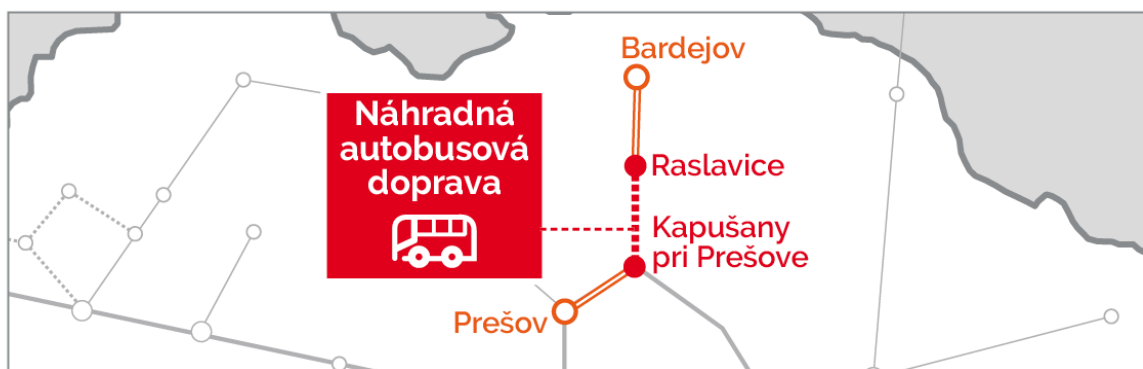 Bardejov
Náhradná
autobusová
doprava
Raslavice
Kapušany
pri Prešove
Prešov